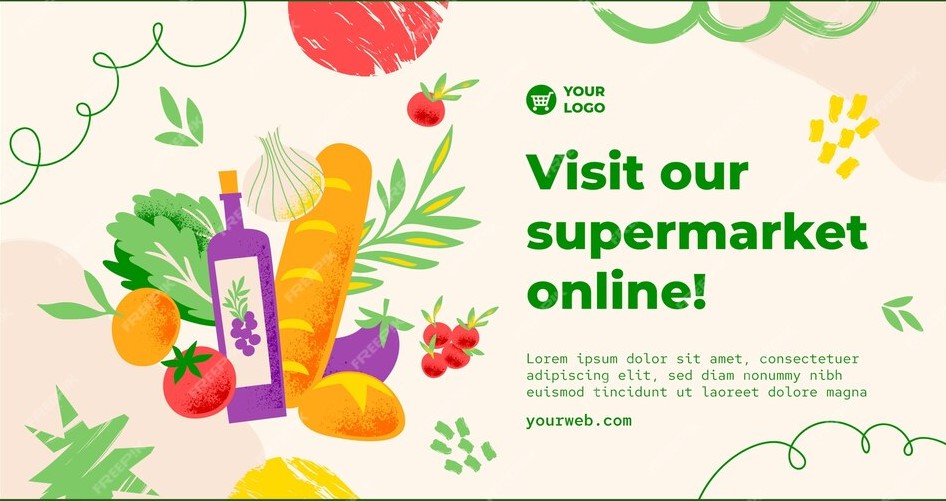 YOUR
LOGO
Visit our
supermarket
online!
Lorem ipsum dolor sit amet, consectetuer
adipiscing elit, sed diam nonummy nibh
euismod tincidunt ut laoreet dolore magna
yourweb.com